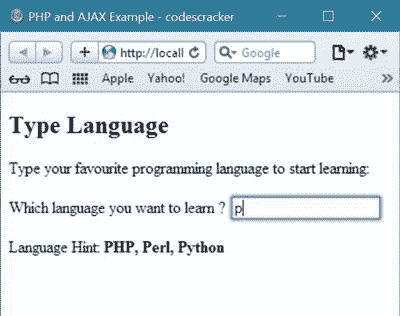 PHP and AJAX Example - codescracker
http://locall
Google
Apple Yahoo! Google Maps YouTube
Type Language
Type your favourite programming language to start learning:
Which language you want to learn ? p
Language Hint: PHP, Perl, Python